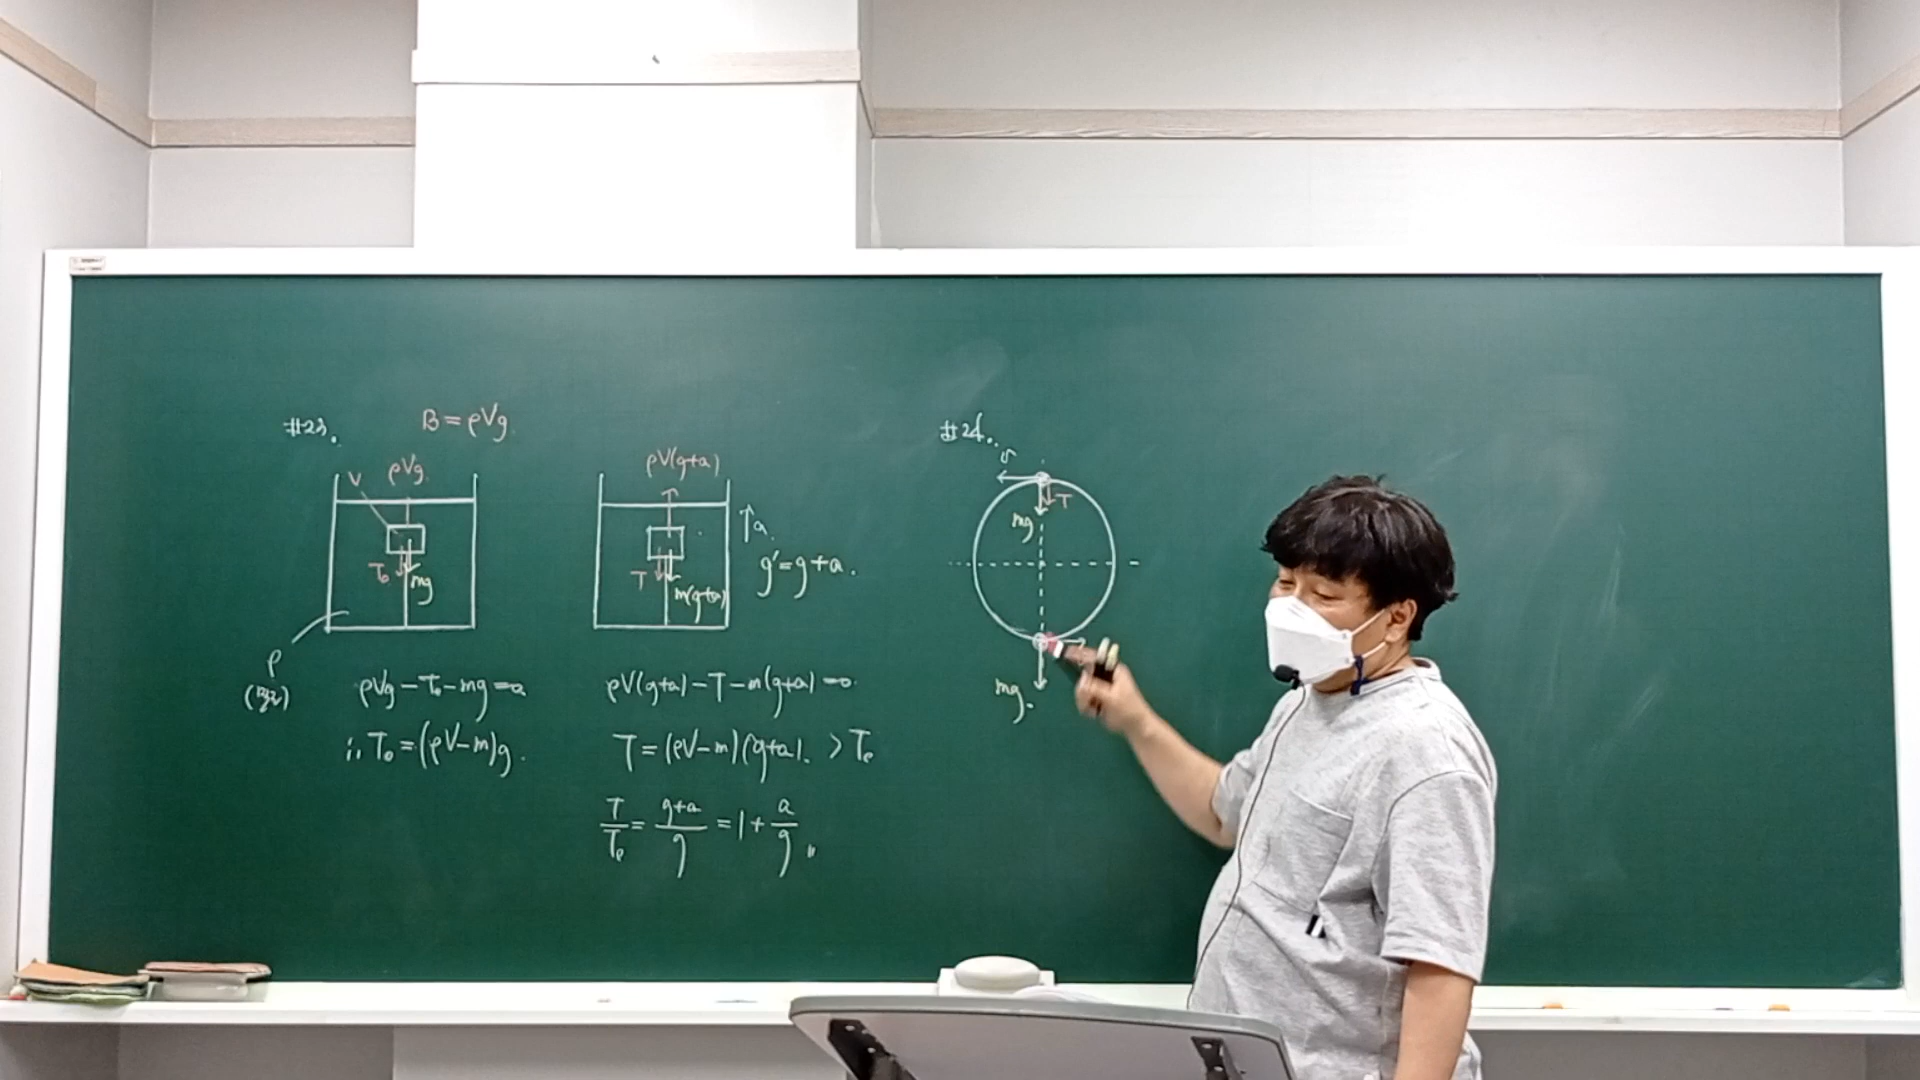 #23.
B = ρVg
V
ρVg
T₀
mg
ρ
ρVg - T₀ - mg = 0
∴ T₀ = (ρV - m)g.
ρV(g+a)
↑a
T
m(g+a)
g' = g + a.
ρV(g+a) - T - m(g+a) = 0
T = (ρV - m)(g+a). > T₀
T/T₀ = (g+a)/g = 1 + a/g
#24.
v
T
mg
mg.